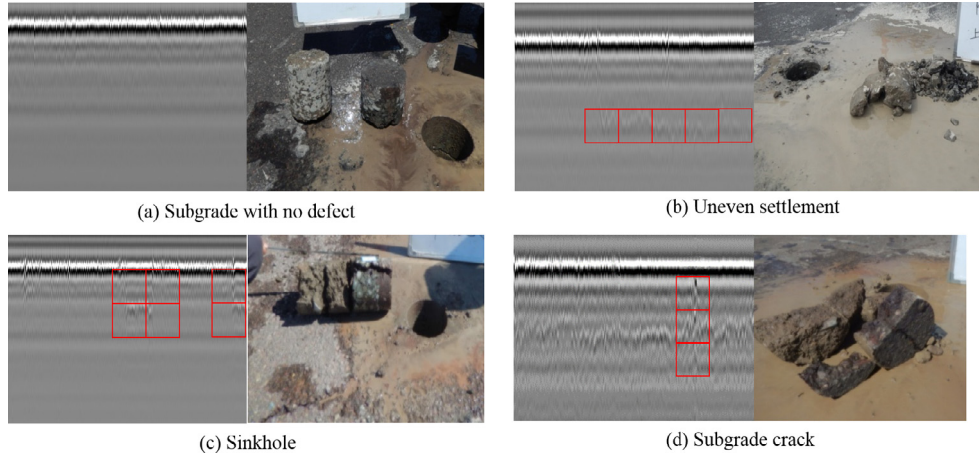 (a) Subgrade with no defect
(b) Uneven settlement
(c) Sinkhole
(d) Subgrade crack